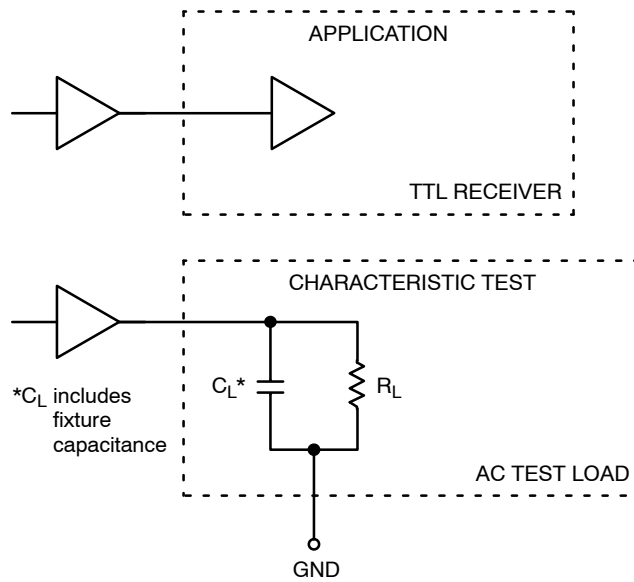 APPLICATION
TTL RECEIVER
CHARACTERISTIC TEST
*CL includes
fixture
capacitance
CL*
RL
AC TEST LOAD
GND